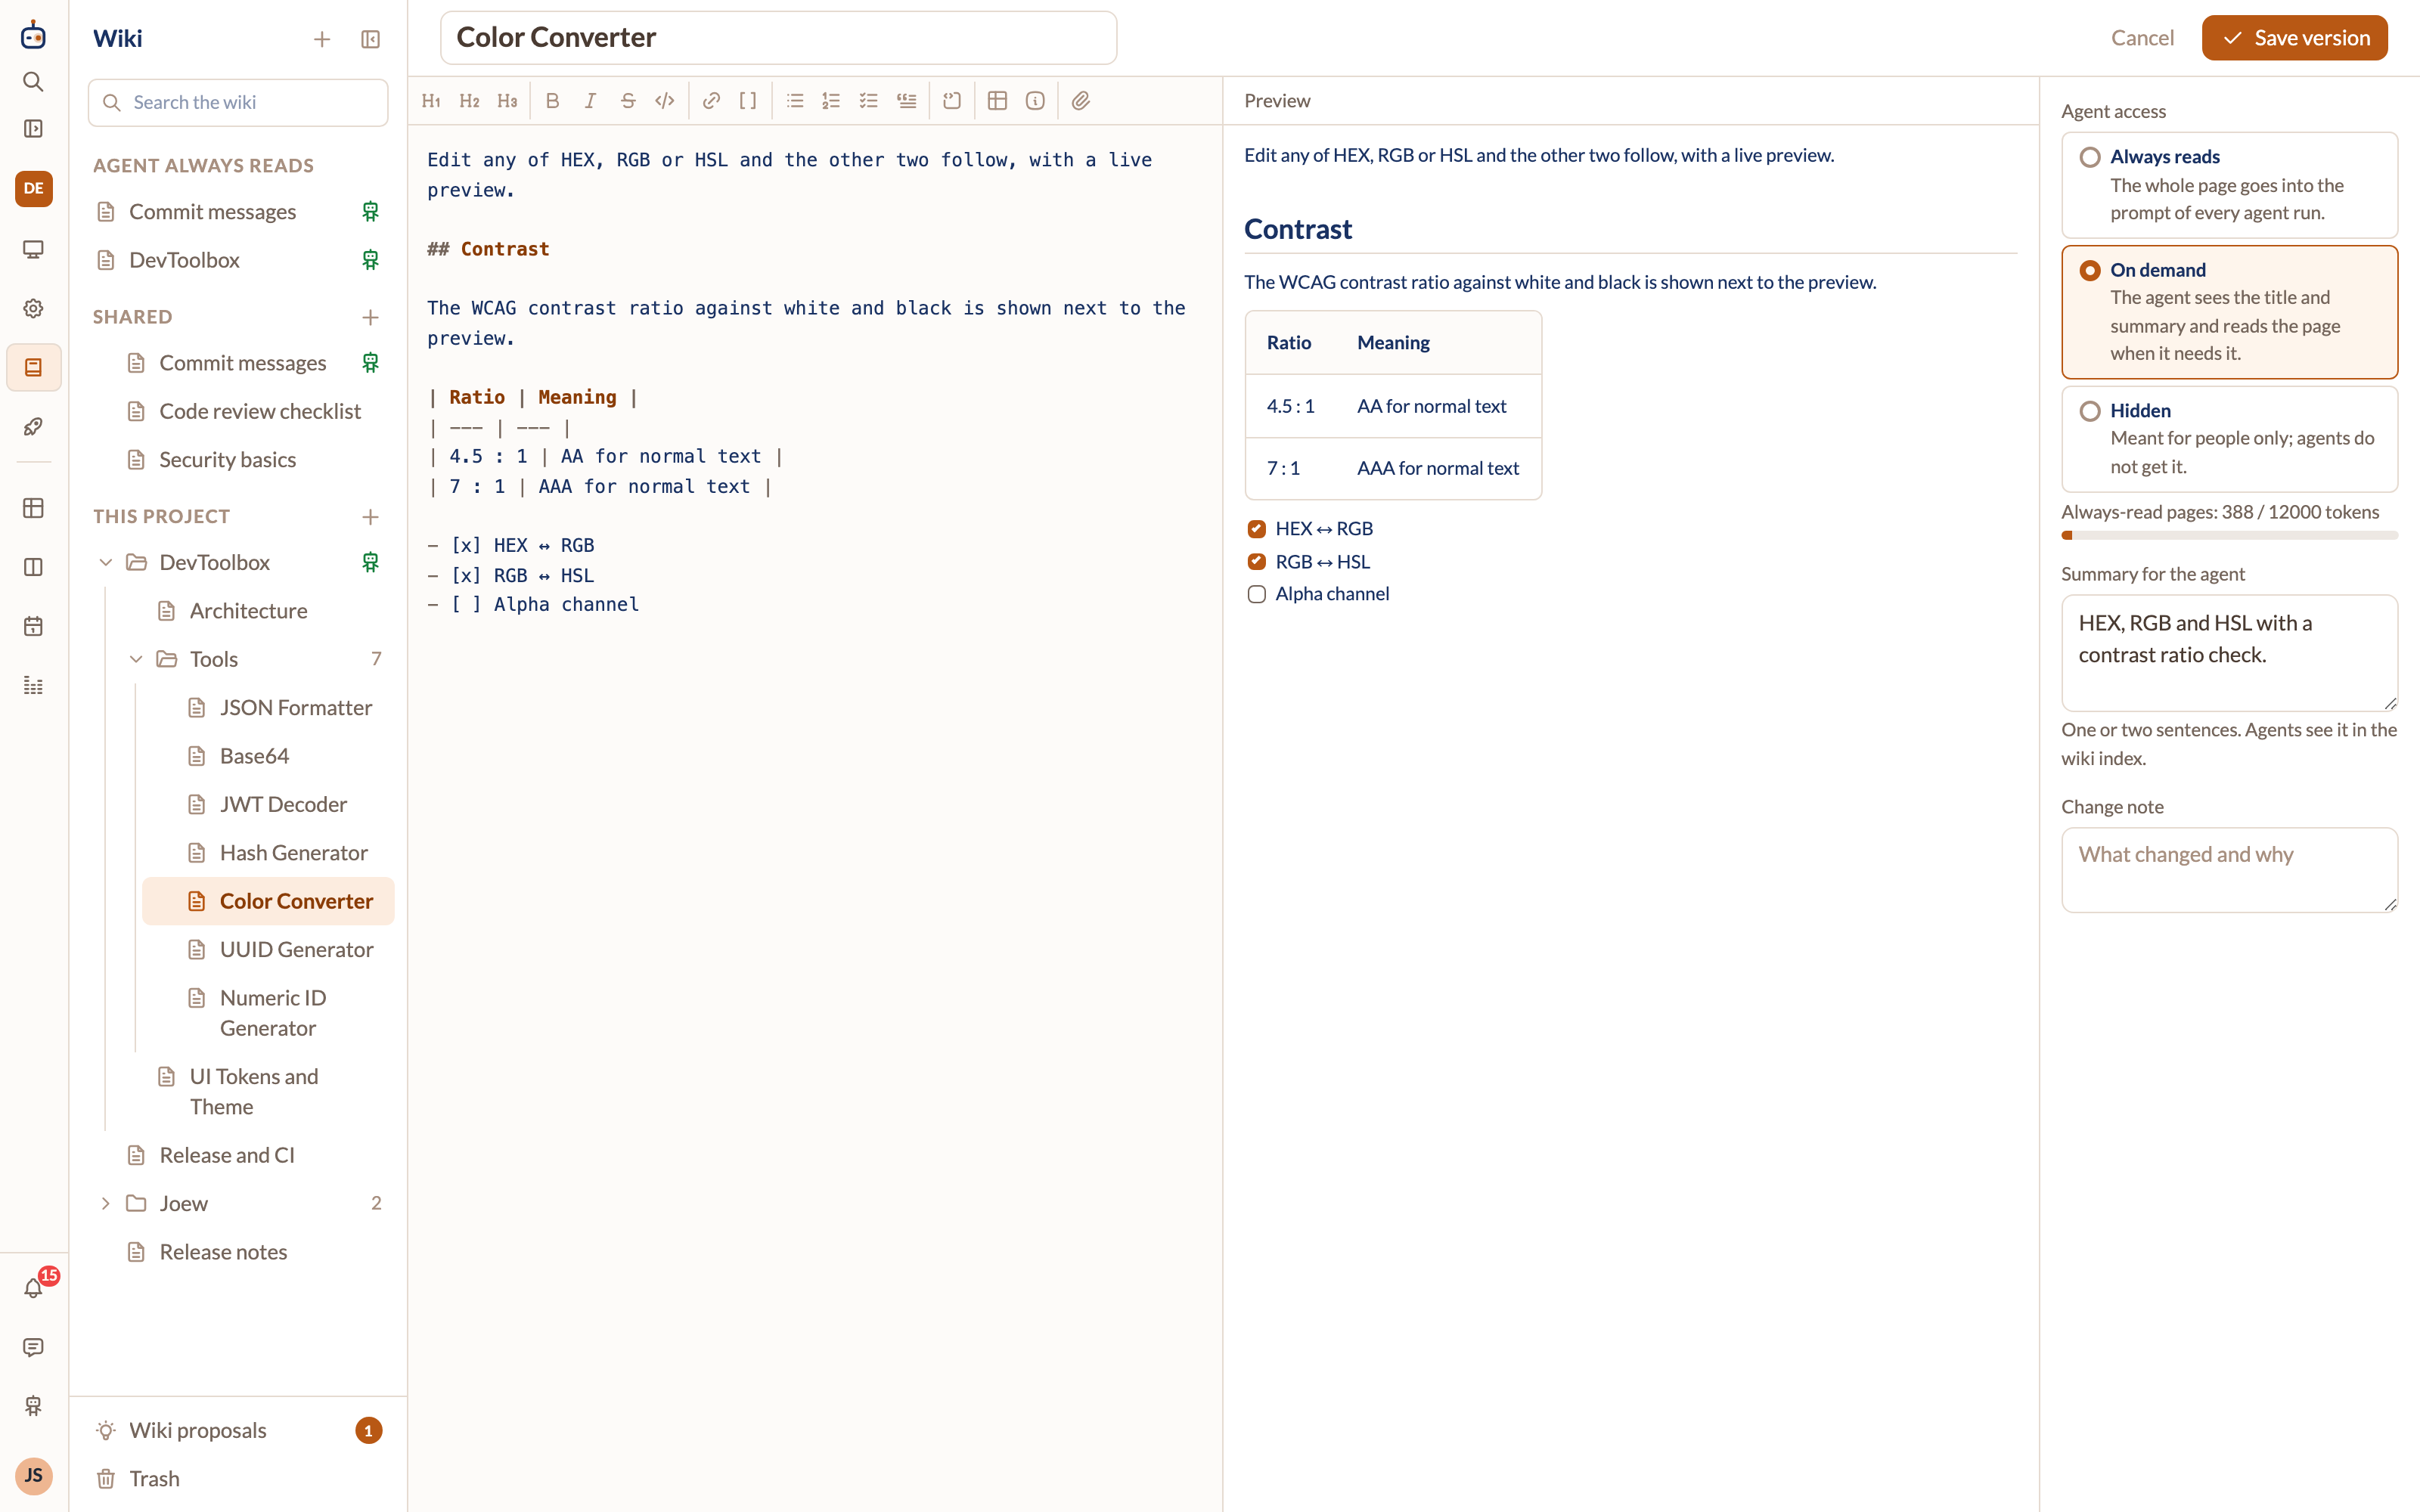 Wiki
Color Converter
Cancel
Save version
Search the wiki
DE
AGENT ALWAYS READS
Commit messages
DevToolbox
SHARED
Commit messages
Code review checklist
Security basics
THIS PROJECT
DevToolbox
Architecture
Tools 7
JSON Formatter
Base64
JWT Decoder
Hash Generator
Color Converter
UUID Generator
Numeric ID
Generator
UI Tokens and
Theme
Release and CI
Joew 2
Release notes
15
Wiki proposals 1
Trash
JS
H1 H2 H3
Edit any of HEX, RGB or HSL and the other two follow, with a live
preview.
## Contrast
The WCAG contrast ratio against white and black is shown next to the
preview.
| Ratio | Meaning |
| --- | --- |
| 4.5 : 1 | AA for normal text |
| 7 : 1 | AAA for normal text |
- [x] HEX ↔ RGB
- [x] RGB ↔ HSL
- [ ] Alpha channel
Preview
Edit any of HEX, RGB or HSL and the other two follow, with a live preview.
Contrast
The WCAG contrast ratio against white and black is shown next to the preview.
Ratio Meaning
4.5 : 1 AA for normal text
7 : 1 AAA for normal text
HEX ↔ RGB
RGB ↔ HSL
Alpha channel
Agent access
Always reads
The whole page goes into the
prompt of every agent run.
On demand
The agent sees the title and
summary and reads the page
when it needs it.
Hidden
Meant for people only; agents do
not get it.
Always-read pages: 388 / 12000 tokens
Summary for the agent
HEX, RGB and HSL with a
contrast ratio check.
One or two sentences. Agents see it in the
wiki index.
Change note
What changed and why